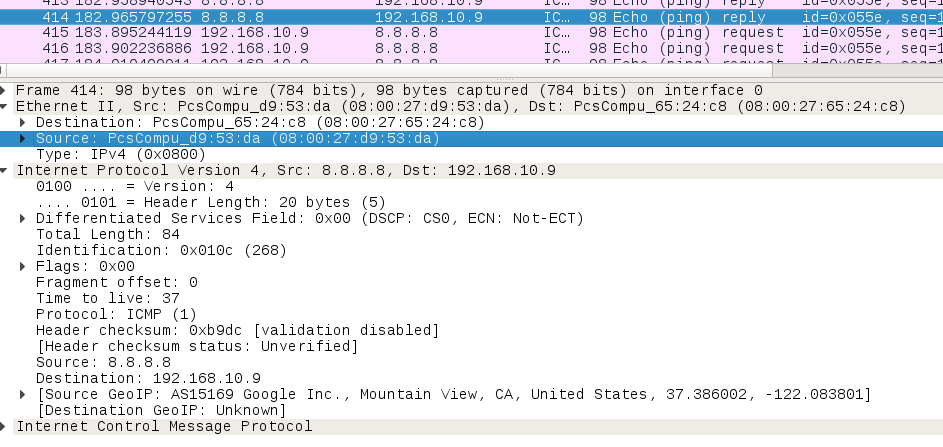 413 182.958940543 8.8.8.8 192.168.10.9 IC… 98 Echo (ping) reply id=0x055e, seq=1
414 182.965797255 8.8.8.8 192.168.10.9 IC… 98 Echo (ping) reply id=0x055e, seq=1
415 183.895244119 192.168.10.9 8.8.8.8 IC… 98 Echo (ping) request id=0x055e, seq=1
416 183.902236886 192.168.10.9 8.8.8.8 IC… 98 Echo (ping) request id=0x055e, seq=1
Frame 414: 98 bytes on wire (784 bits), 98 bytes captured (784 bits) on interface 0
Ethernet II, Src: PcsCompu_d9:53:da (08:00:27:d9:53:da), Dst: PcsCompu_65:24:c8 (08:00:27:65:24:c8)
Destination: PcsCompu_65:24:c8 (08:00:27:65:24:c8)
Source: PcsCompu_d9:53:da (08:00:27:d9:53:da)
Type: IPv4 (0x0800)
Internet Protocol Version 4, Src: 8.8.8.8, Dst: 192.168.10.9
0100 .... = Version: 4
.... 0101 = Header Length: 20 bytes (5)
Differentiated Services Field: 0x00 (DSCP: CS0, ECN: Not-ECT)
Total Length: 84
Identification: 0x010c (268)
Flags: 0x00
Fragment offset: 0
Time to live: 37
Protocol: ICMP (1)
Header checksum: 0xb9dc [validation disabled]
[Header checksum status: Unverified]
Source: 8.8.8.8
Destination: 192.168.10.9
[Source GeoIP: AS15169 Google Inc., Mountain View, CA, United States, 37.386002, -122.083801]
[Destination GeoIP: Unknown]
Internet Control Message Protocol